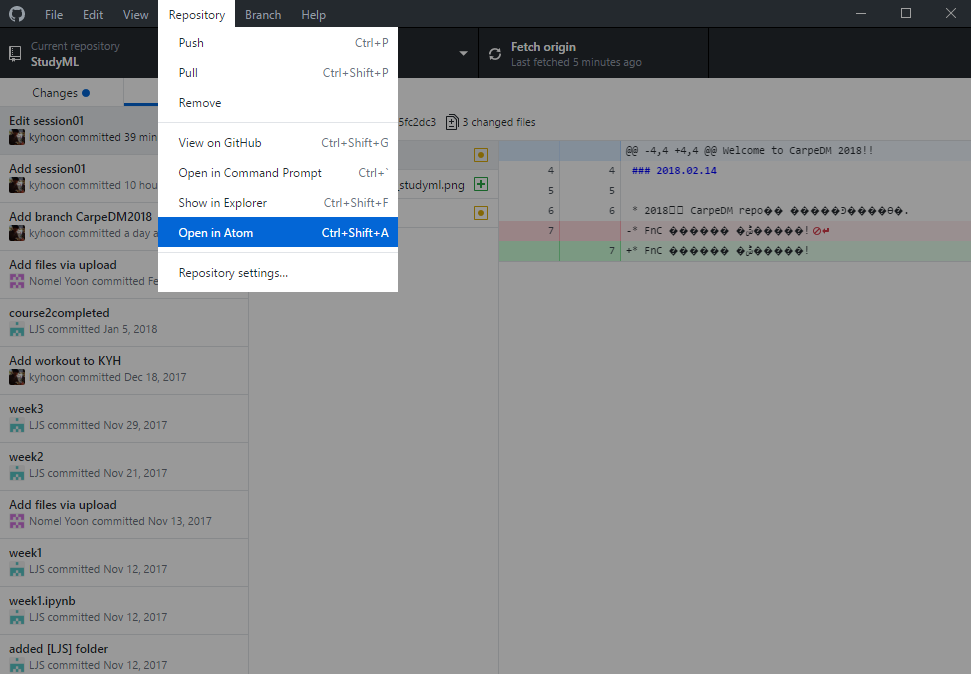 File Edit View Repository Branch Help
Current repository
StudyML
Fetch origin
Last fetched 5 minutes ago
Push Ctrl+P
Pull Ctrl+Shift+P
Remove
View on GitHub Ctrl+Shift+G
Open in Command Prompt Ctrl+`
Show in Explorer Ctrl+Shift+F
Open in Atom Ctrl+Shift+A
Repository settings...
Changes
Edit session01
kyhoon committed 39 min
Add session01
kyhoon committed 10 hou
Add branch CarpeDM2018
kyhoon committed a day a
Add files via upload
Nomel Yoon committed Fe
course2completed
LJS committed Jan 5, 2018
Add workout to KYH
kyhoon committed Dec 18, 2017
week3
LJS committed Nov 29, 2017
week2
LJS committed Nov 21, 2017
Add files via upload
Nomel Yoon committed Nov 13, 2017
week1
LJS committed Nov 12, 2017
week1.ipynb
LJS committed Nov 12, 2017
added [LJS] folder
LJS committed Nov 12, 2017
5fc2dc3 3 changed files
_studyml.png
@@ -4,4 +4,4 @@ Welcome to CarpeDM 2018!!
4 4 ### 2018.02.14
5 5
6 6 * 2018 CarpeDM repo�� �����Э����ϴ�.
7 -* FnC ������ �ڜ�����!
7 +* FnC ������ �ڜ�����!